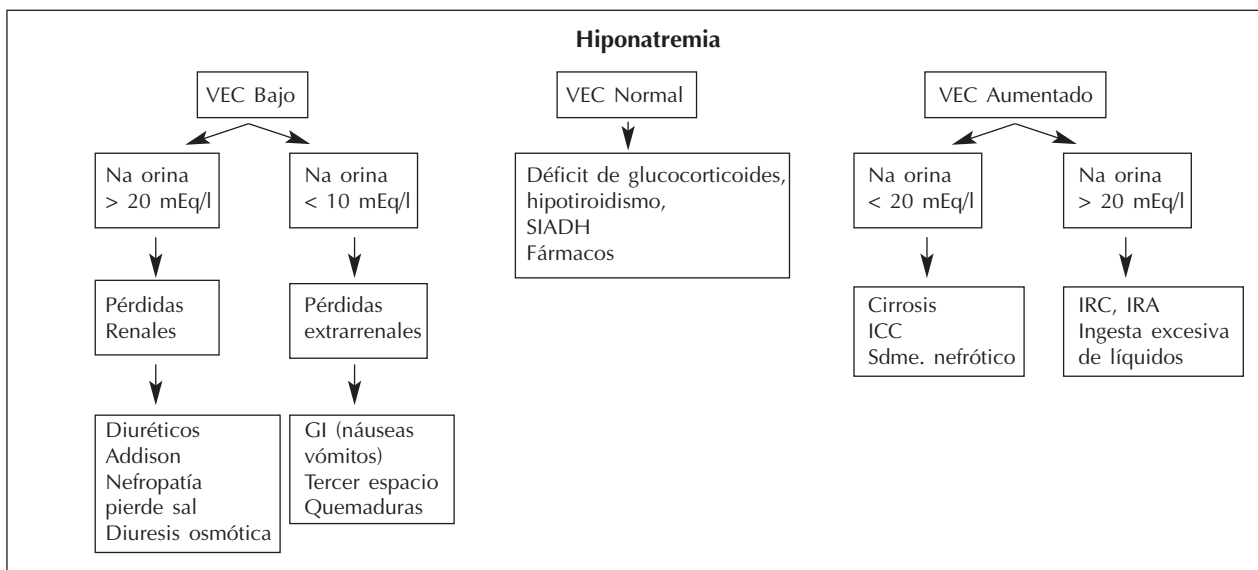 Hiponatremia
VEC Bajo
Na orina
> 20 mEq/l
Pérdidas
Renales
Diuréticos
Addison
Nefropatía
pierde sal
Diuresis osmótica
Na orina
< 10 mEq/l
Pérdidas
extrarrenales
GI (náuseas
vómitos)
Tercer espacio
Quemaduras
VEC Normal
Déficit de glucocorticoides,
hipotiroidismo,
SIADH
Fármacos
VEC Aumentado
Na orina
< 20 mEq/l
Cirrosis
ICC
Sdme. nefrótico
Na orina
> 20 mEq/l
IRC, IRA
Ingesta excesiva
de líquidos